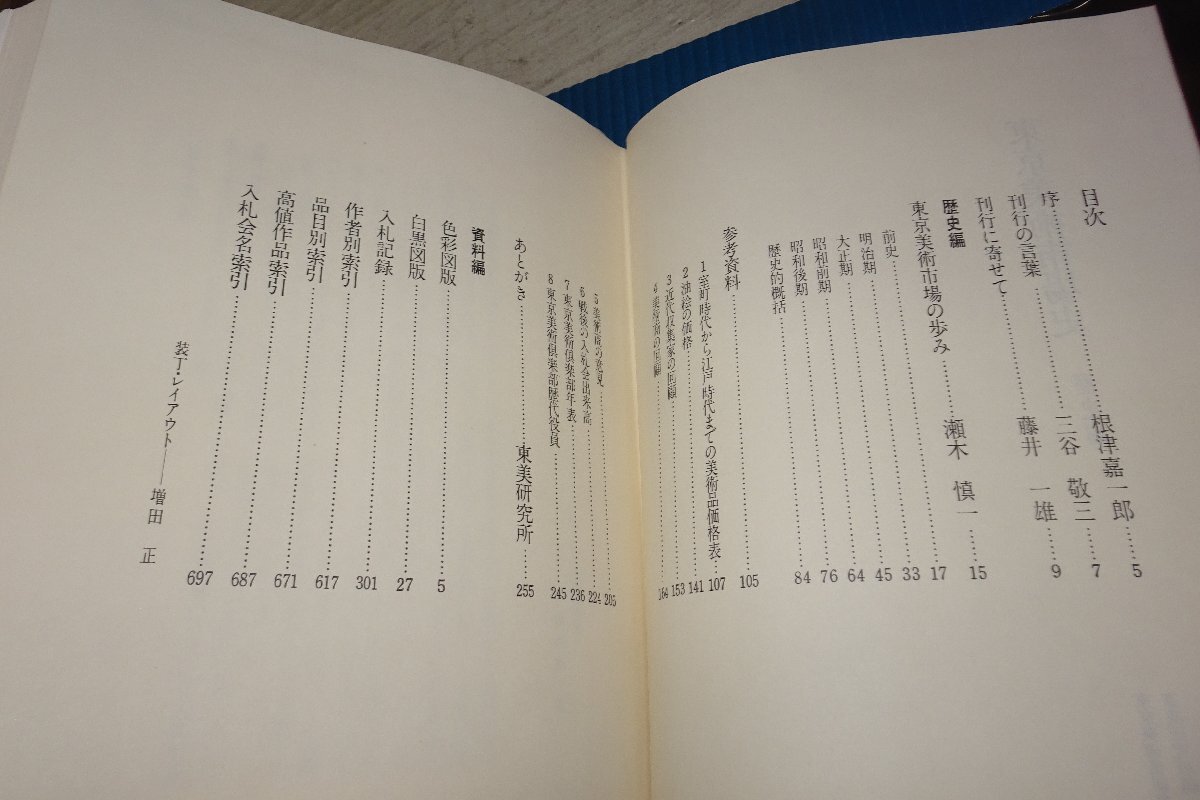 目次
序……根津嘉一郎……5
刊行の言葉……三谷 敬三……7
刊行に寄せて……藤井 一雄……9
歴史編
東京美術市場の歩み……瀬木 慎一……15
前史……17
明治期……33
大正期……45
昭和前期……64
昭和後期……76
歴史的概括……84
参考資料……105
1 室町時代から江戸時代までの美術品価格表……107
2 油絵の価格……141
3 近代収集家の回顧……153
4 美術商の回顧……164
5 美術商の……205
6 戦後の入札会出来高……224
7 東京美術倶楽部年表……236
8 東京美術倶楽部歴代役員……245
あとがき……東美研究所……255
資料編
色彩図版……5
白黒図版……27
入札記録……301
作者別索引……617
品目別索引……671
高値作品索引……687
入札会名索引……697
装丁・レイアウト――増田 正